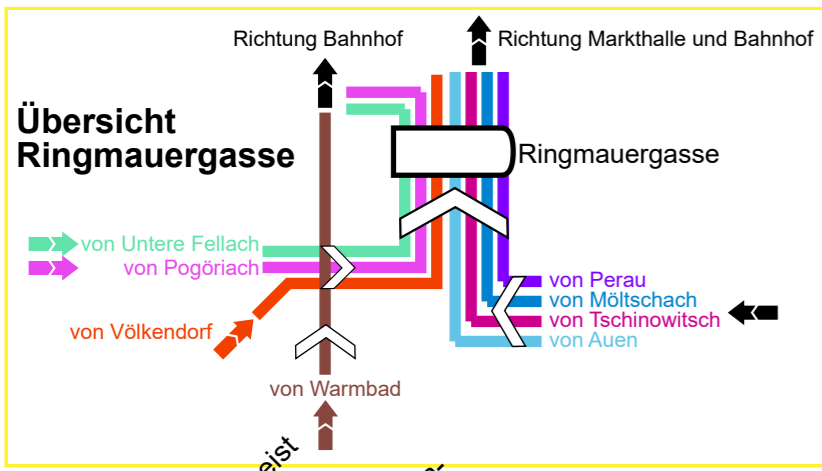 Richtung Bahnhof
Richtung Markthalle und Bahnhof
Übersicht
Ringmauergasse
Ringmauergasse
von Untere Fellach
von Pogöriach
von Völkendorf
von Warmbad
von Perau
von Möltschach
von Tschinowitsch
von Auen
eist